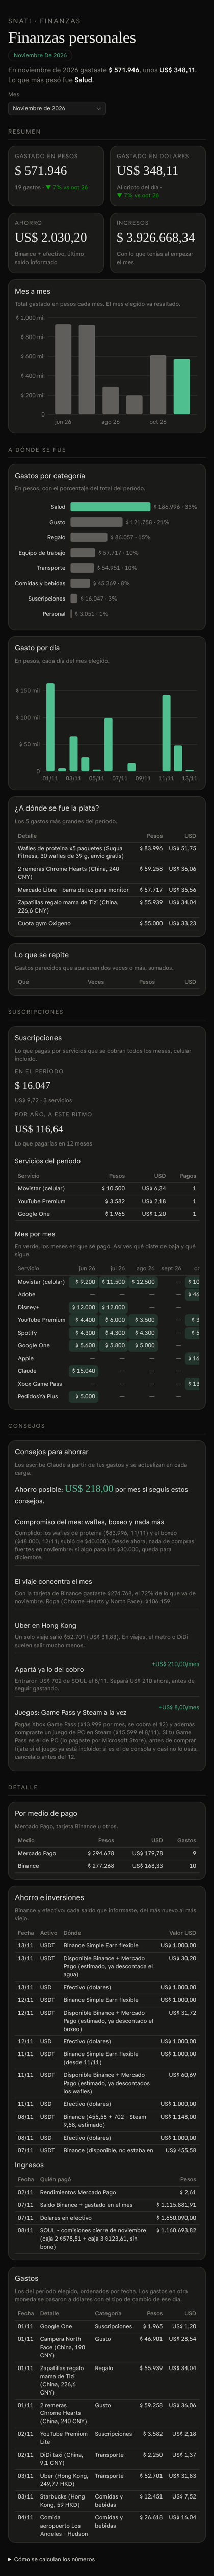 SNATI · FINANZAS
Finanzas personales
Noviembre De 2026
En noviembre de 2026 gastaste $ 571.946, unos US$ 348,11.
Lo que más pesó fue Salud.
Mes
Noviembre de 2026
RESUMEN
GASTADO EN PESOS
$ 571.946
19 gastos · ▼ 7% vs oct 26
GASTADO EN DÓLARES
US$ 348,11
Al cripto del día ·
▼ 7% vs oct 26
AHORRO
US$ 2.030,20
Binance + efectivo, último
saldo informado
INGRESOS
$ 3.926.668,34
Con lo que tenías al empezar
el mes
Mes a mes
Total gastado en pesos cada mes. El mes elegido va resaltado.
$ 1.000 mil
$ 800 mil
$ 600 mil
$ 400 mil
$ 200 mil
0
jun 26
ago 26
oct 26
A DÓNDE SE FUE
Gastos por categoría
En pesos, con el porcentaje del total del período.
Salud $ 186.996 · 33%
Gusto $ 121.758 · 21%
Regalo $ 86.057 · 15%
Equipo de trabajo $ 57.717 · 10%
Transporte $ 54.951 · 10%
Comidas y bebidas $ 45.369 · 8%
Suscripciones $ 16.047 · 3%
Personal $ 3.051 · 1%
Gasto por día
En pesos, cada día del mes elegido.
$ 150 mil
$ 100 mil
$ 50 mil
0
01/11 03/11 05/11 07/11 09/11 11/11 13/11
¿A dónde se fue la plata?
Los 5 gastos más grandes del período.
Detalle Pesos USD
Wafles de proteína x5 paquetes (Suqa $ 83.996 US$ 51,75
Fitness, 30 wafles de 39 g, envío gratis)
2 remeras Chrome Hearts (China, 240 $ 59.258 US$ 36,06
CNY)
Mercado Libre - barra de luz para monitor $ 57.717 US$ 35,56
Zapatillas regalo mama de Tizi (China, $ 55.939 US$ 34,04
226,6 CNY)
Cuota gym Oxigeno $ 55.000 US$ 33,23
Lo que se repite
Gastos parecidos que aparecen dos veces o más, sumados.
Qué Veces Pesos USD
SUSCRIPCIONES
Suscripciones
Lo que pagás por servicios que se cobran todos los meses, celular
incluido.
EN EL PERÍODO
$ 16.047
US$ 9,72 · 3 servicios
POR AÑO, A ESTE RITMO
US$ 116,64
Lo que pagarías en 12 meses
Servicios del período
Servicio Pesos USD Pagos
Movistar (celular) $ 10.500 US$ 6,34 1
YouTube Premium $ 3.582 US$ 2,18 1
Google One $ 1.965 US$ 1,20 1
Mes por mes
En verde, los meses en que se pagó. Así ves qué diste de baja y qué
sigue.
Servicio jun 26 jul 26 ago 26 sept 26
Movistar (celular) $ 9.200 $ 11.500 $ 12.500 — $ 10
Adobe — — — —
Disney+ $ 12.000 $ 12.000 — —
YouTube Premium $ 4.400 $ 6.000 $ 3.500 —
Spotify $ 4.300 $ 4.300 $ 4.300 —
Google One $ 5.600 $ 5.800 $ 5.000 —
Apple — — — — $ 16
Claude $ 15.040 — — —
Xbox Game Pass — — — — $ 13
PedidosYa Plus $ 5.000 — — —
CONSEJOS
Consejos para ahorrar
Los escribe Claude a partir de tus gastos y se actualizan en cada
carga.
Ahorro posible: US$ 218,00 por mes si seguís estos
consejos.
Compromiso del mes: wafles, boxeo y nada más
Cumplido: los wafles de proteína ($83.996, 11/11) y el boxeo
($48.000, 12/11; subió de $40.000). Desde ahora, nada de compras
fuertes en noviembre: si algo pasa los $30.000, queda para
diciembre.
El viaje concentra el mes
Con la tarjeta de Binance gastaste $274.768, el 72% de lo que va de
noviembre. Ropa (Chrome Hearts y North Face): $106.159.
Uber en Hong Kong
Un solo viaje salió $52.701 (US$ 31,83). En viajes, el metro o DiDi
suelen salir mucho menos.
+US$ 210,00/mes
Apartá ya lo del cobro
Entraron US$ 702 de SOUL el 8/11. Separá US$ 210 ahora, antes de
seguir gastando.
+US$ 8,00/mes
Juegos: Game Pass y Steam a la vez
Pagás Xbox Game Pass ($13.999 por mes, se cobra el 12) y además
compraste un juego de PC en Steam ($15.599 el 8/11). Si tu Game
Pass es el de PC (lo pagaste por Microsoft Store), antes de comprar
fijate si el juego ya está incluido; si es el de consola y casi no lo usás,
cancelalo antes del 12.
DETALLE
Por medio de pago
Mercado Pago, tarjeta Binance u otros.
Medio Pesos USD Gastos
Mercado Pago $ 294.678 US$ 179,78 9
Binance $ 277.268 US$ 168,33 10
Ahorro e inversiones
Binance y efectivo: cada saldo que informaste, del más nuevo al más
viejo.
Fecha Activo Dónde Valor USD
13/11 USDT Binance Simple Earn flexible US$ 1.000,00
13/11 USDT Disponible Binance + Mercado US$ 30,20
Pago (estimado, ya descontada el
agua)
13/11 USD Efectivo (dolares) US$ 1.000,00
12/11 USDT Binance Simple Earn flexible US$ 1.000,00
12/11 USDT Disponible Binance + Mercado US$ 31,72
Pago (estimado, ya descontado el
boxeo)
12/11 USD Efectivo (dolares) US$ 1.000,00
11/11 USDT Binance Simple Earn flexible US$ 1.000,00
(desde 11/11)
11/11 USDT Disponible Binance + Mercado US$ 60,69
Pago (estimado, ya descontados
los wafles)
11/11 USD Efectivo (dolares) US$ 1.000,00
08/11 USDT Binance (455,58 + 702 - Steam US$ 1.148,00
9,58, estimado)
08/11 USD Efectivo (dolares) US$ 1.000,00
07/11 USDT Binance (disponible, no estaba en US$ 455,58
Ingresos
Fecha Quién pagó Pesos
02/11 Rendimientos Mercado Pago $ 2,61
07/11 Saldo Binance + gastado en el mes $ 1.115.881,91
07/11 Dolares en efectivo $ 1.650.090,00
08/11 SOUL - comisiones cierre de noviembre $ 1.160.693,82
(caja 2 $578,51 + caja 3 $123,61, sin
bono)
Gastos
Los del período elegido, ordenados por fecha. Los gastos en otra
moneda se pasaron a dólares con el tipo de cambio de ese día.
Fecha Detalle Categoría Pesos USD
01/11 Google One Suscripciones $ 1.965 US$ 1,20
01/11 Campera North Gusto $ 46.901 US$ 28,54
Face (China, 190
CNY)
01/11 Zapatillas regalo Regalo $ 55.939 US$ 34,04
mama de Tizi
(China, 226,6
CNY)
01/11 2 remeras Gusto $ 59.258 US$ 36,06
Chrome Hearts
(China, 240 CNY)
02/11 YouTube Premium Suscripciones $ 3.582 US$ 2,18
Lite
02/11 DiDi taxi (China, Transporte $ 2.250 US$ 1,37
9,1 CNY)
03/11 Uber (Hong Kong, Transporte $ 52.701 US$ 31,83
249,77 HKD)
03/11 Starbucks (Hong Comidas y $ 12.451 US$ 7,52
Kong, 59 HKD) bebidas
04/11 Comida Comidas y $ 26.618 US$ 16,04
aeropuerto Los bebidas
Angeles - Hudson
▶ Cómo se calculan los números